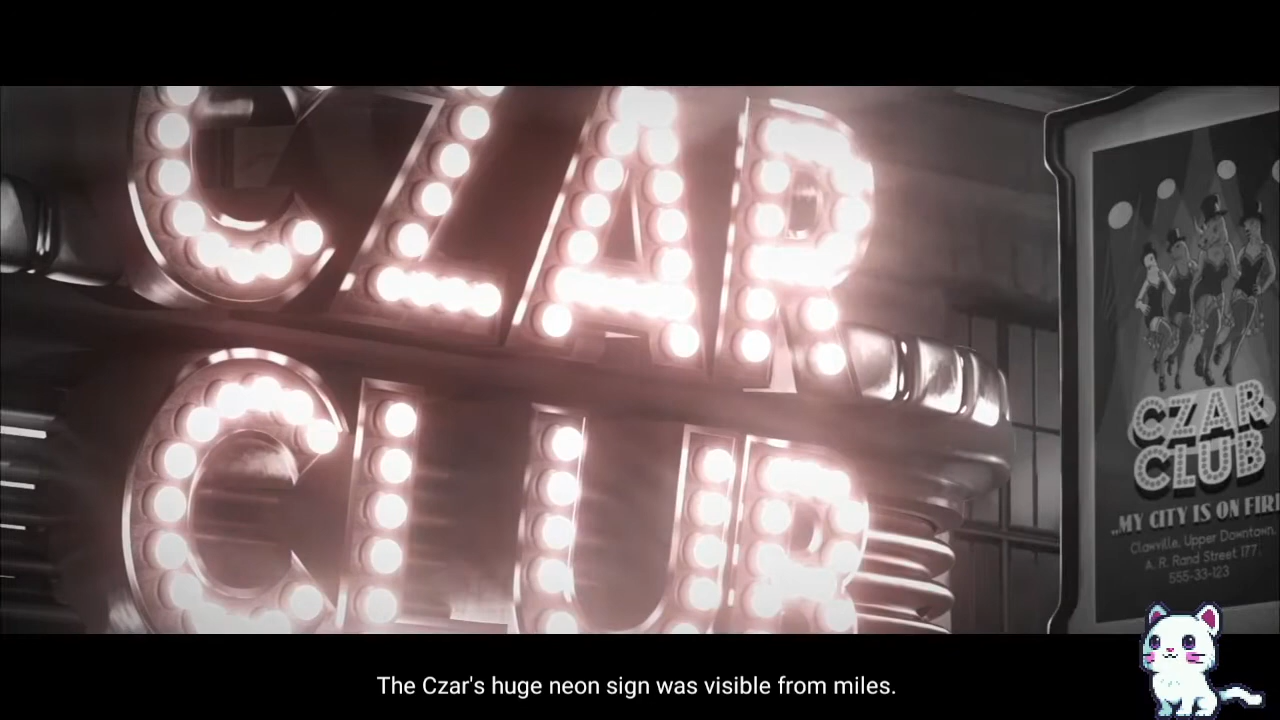 CZAR
CLUB
CZAR
CLUB
„MY CITY IS ON FIRE
Clawville, Upper Downtown,
A. R. Rand Street 177
555-33-123
The Czar's huge neon sign was visible from miles.